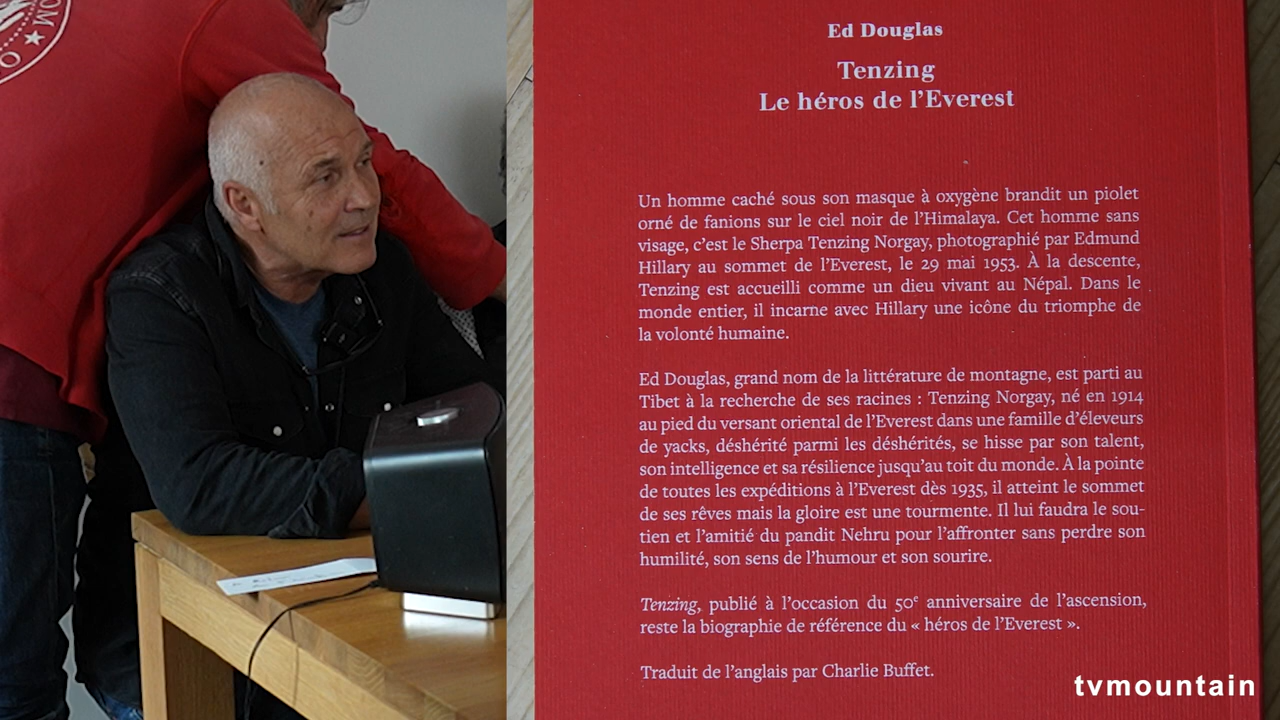 OM
O
Ed Douglas
Tenzing
Le héros de l'Everest
Un homme caché sous son masque à oxygène brandit un piolet
orné de fanions sur le ciel noir de l'Himalaya. Cet homme sans
visage, c'est le Sherpa Tenzing Norgay, photographié par Edmund
Hillary au sommet de l'Everest, le 29 mai 1953. À la descente,
Tenzing est accueilli comme un dieu vivant au Népal. Dans le
monde entier, il incarne avec Hillary une icône du triomphe de
la volonté humaine.
Ed Douglas, grand nom de la littérature de montagne, est parti au
Tibet à la recherche de ses racines : Tenzing Norgay, né en 1914
au pied du versant oriental de l'Everest dans une famille d'éleveurs
de yacks, déshérité parmi les déshérités, se hisse par son talent,
son intelligence et sa résilience jusqu'au toit du monde. À la pointe
de toutes les expéditions à l'Everest dès 1935, il atteint le sommet
de ses rêves mais la gloire est une tourmente. Il lui faudra le sou-
tien et l'amitié du pandit Nehru pour l'affronter sans perdre son
humilité, son sens de l'humour et son sourire.
Tenzing, publié à l'occasion du 50e anniversaire de l'ascension,
reste la biographie de référence du « héros de l'Everest ».
Traduit de l'anglais par Charlie Buffet.
tvmountain